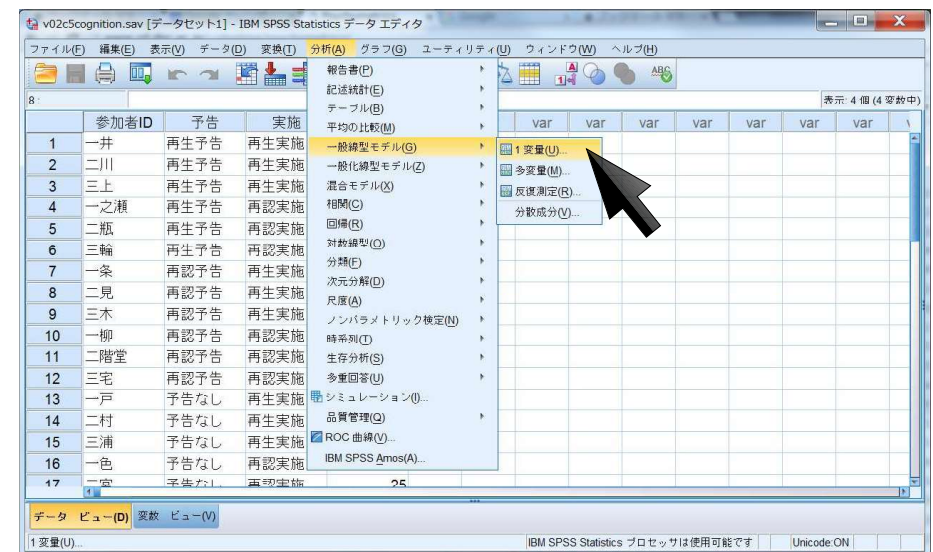 v02c5cognition.sav [データセット1] - IBM SPSS Statistics データ エディタ
ファイル(F) 編集(E) 表示(V) データ(D) 変換(T) 分析(A) グラフ(G) ユーティリティ(U) ウィンドウ(W) ヘルプ(H)
8 :
表示: 4 個 (4 変数中)
参加者ID 予告 実施 var var var var var var var
1 一井 再生予告 再生実施
2 二川 再生予告 再生実施
3 三上 再生予告 再生実施
4 一之瀬 再生予告 再認実施
5 二瓶 再生予告 再認実施
6 三輪 再生予告 再認実施
7 一条 再認予告 再生実施
8 二見 再認予告 再生実施
9 三木 再認予告 再生実施
10 一柳 再認予告 再認実施
11 二階堂 再認予告 再認実施
12 三宅 再認予告 再認実施
13 一戸 予告なし 再生実施
14 二村 予告なし 再生実施
15 三浦 予告なし 再生実施
16 一色 予告なし 再認実施
17 二宮 予告なし 再認実施 25
報告書(P)
記述統計(E)
テーブル(B)
平均の比較(M)
一般線型モデル(G)
一般化線型モデル(Z)
混合モデル(X)
相関(C)
回帰(R)
対数線型(O)
分類(F)
次元分解(D)
尺度(A)
ノンパラメトリック検定(N)
時系列(T)
生存分析(S)
多重回答(U)
シミュレーション(I)...
品質管理(Q)
ROC 曲線(V)...
IBM SPSS Amos(A)...
1 変量(U)...
多変量(M)...
反復測定(R)...
分散成分(V)...
データ ビュー(D) 変数 ビュー(V)
1 変量(U)...
IBM SPSS Statistics プロセッサは使用可能です
Unicode:ON